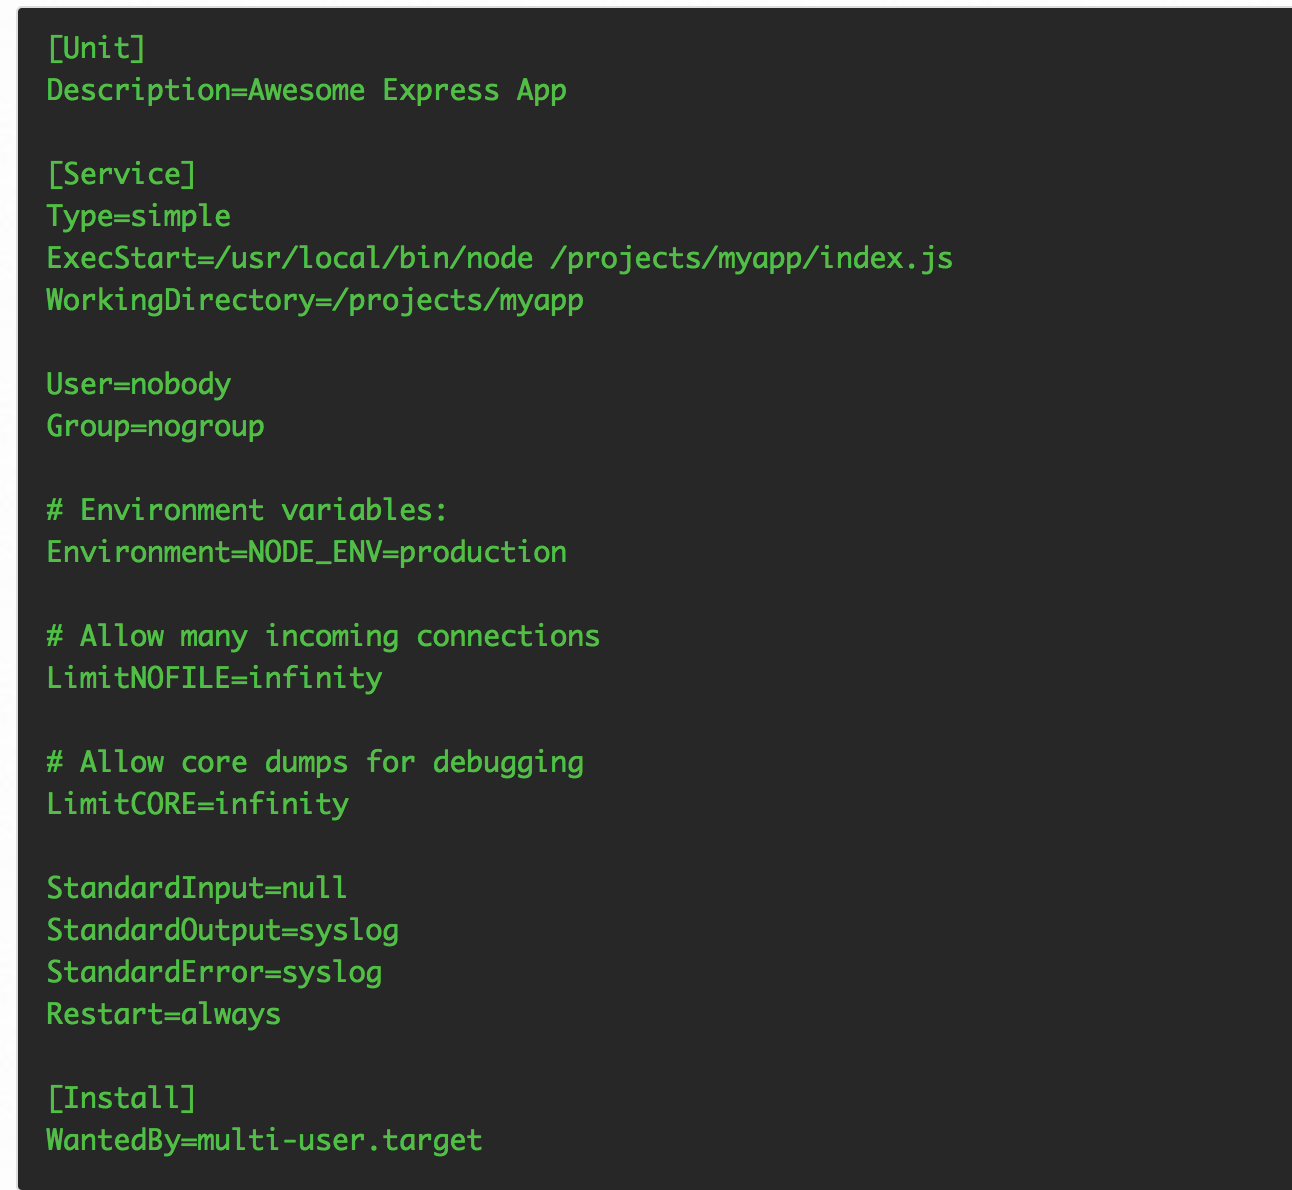 [Unit]
Description=Awesome Express App
[Service]
Type=simple
ExecStart=/usr/local/bin/node /projects/myapp/index.js
WorkingDirectory=/projects/myapp
User=nobody
Group=nogroup
# Environment variables:
Environment=NODE_ENV=production
# Allow many incoming connections
LimitNOFILE=infinity
# Allow core dumps for debugging
LimitCORE=infinity
StandardInput=null
StandardOutput=syslog
StandardError=syslog
Restart=always
[Install]
WantedBy=multi-user.target